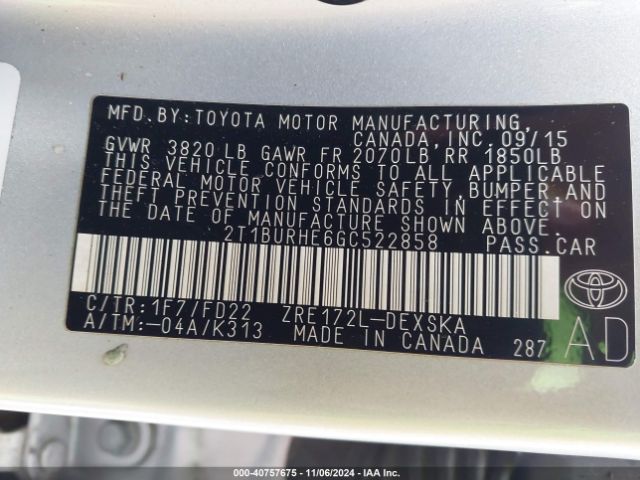 MFD. BY: TOYOTA MOTOR MANUFACTURING,
CANADA, INC. 09/15
GVWR 3820 LB GAWR FR 2070LB RR 1850LB
THIS VEHICLE CONFORMS TO ALL APPLICABLE
FEDERAL MOTOR VEHICLE SAFETY, BUMPER AND
THEFT PREVENTION STANDARDS IN EFFECT ON
THE DATE OF MANUFACTURE SHOWN ABOVE.
2T1BURHE6GC522858 PASS.CAR
C/TR:1F7/FD22 ZRE172L-DEXSKA
A/TM:-04A/K313 MADE IN CANADA 287
AD
000-40757675 - 11/06/2024 - IAA Inc.